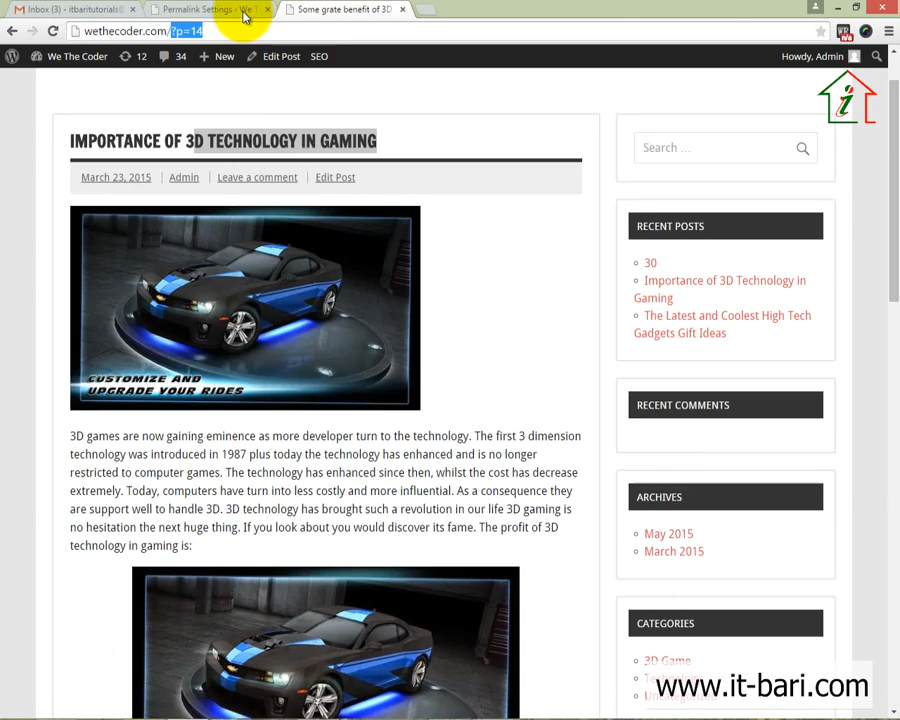 Inbox (3) - itbaritutorials@
Permalink Settings ‹ We T
Some grate benefit of 3D
wethecoder.com/?p=14
We The Coder 12 34 New Edit Post SEO
Howdy, Admin
IMPORTANCE OF 3D TECHNOLOGY IN GAMING
March 23, 2015 | Admin | Leave a comment | Edit Post
CUSTOMIZE AND
UPGRADE YOUR RIDES
3D games are now gaining eminence as more developer turn to the technology. The first 3 dimension
technology was introduced in 1987 plus today the technology has enhanced and is no longer
restricted to computer games. The technology has enhanced since then, whilst the cost has decrease
extremely. Today, computers have turn into less costly and more influential. As a consequence they
are support well to handle 3D. 3D technology has brought such a revolution in our life 3D gaming is
no hesitation the next huge thing. If you look about you would discover its fame. The profit of 3D
technology in gaming is:
Search …
RECENT POSTS
30
Importance of 3D Technology in
Gaming
The Latest and Coolest High Tech
Gadgets Gift Ideas
RECENT COMMENTS
ARCHIVES
May 2015
March 2015
CATEGORIES
3D Game
www.it-bari.com